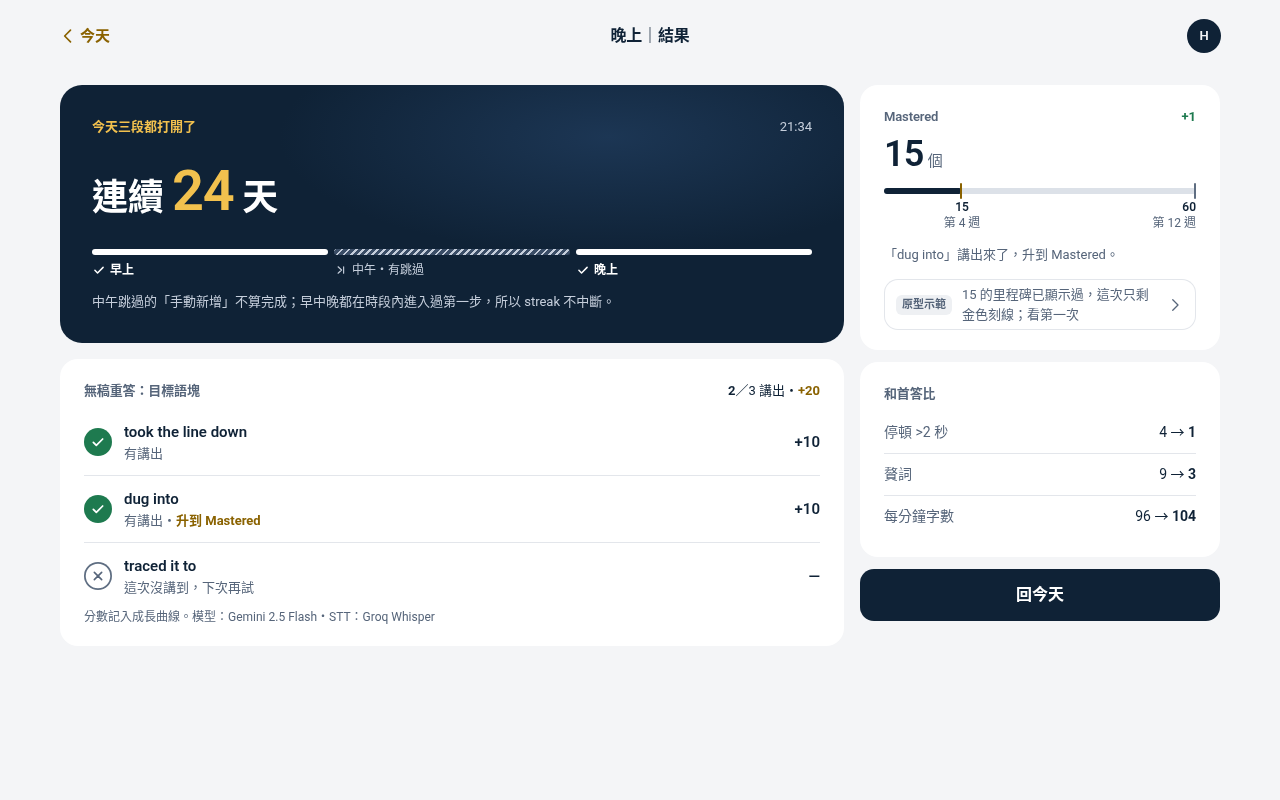 今天
晚上｜結果
H
今天三段都打開了
21:34
連續 24 天
早上
中午・有跳過
晚上
中午跳過的「手動新增」不算完成；早中晚都在時段內進入過第一步，所以 streak 不中斷。
Mastered
+1
15 個
15
60
第 4 週
第 12 週
「dug into」講出來了，升到 Mastered。
原型示範
15 的里程碑已顯示過，這次只剩
金色刻線；看第一次
無稿重答：目標語塊
2／3 講出・+20
took the line down
有講出
+10
dug into
有講出・升到 Mastered
+10
traced it to
這次沒講到，下次再試
—
分數記入成長曲線。模型：Gemini 2.5 Flash・STT：Groq Whisper
和首答比
停頓 >2 秒
4 → 1
贅詞
9 → 3
每分鐘字數
96 → 104
回今天